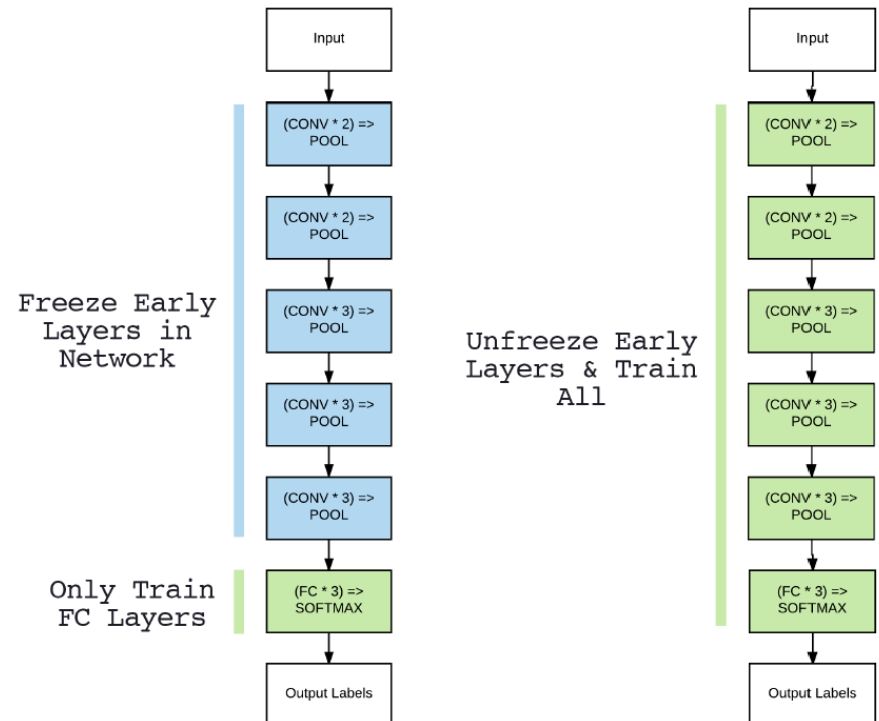 Input
(CONV * 2) =>
POOL
(CONV * 2) =>
POOL
(CONV * 3) =>
POOL
(CONV * 3) =>
POOL
(CONV * 3) =>
POOL
(FC * 3) =>
SOFTMAX
Output Labels
Freeze Early
Layers in
Network
Only Train
FC Layers
Input
(CONV * 2) =>
POOL
(CONV * 2) =>
POOL
(CONV * 3) =>
POOL
(CONV * 3) =>
POOL
(CONV * 3) =>
POOL
(FC * 3) =>
SOFTMAX
Output Labels
Unfreeze Early
Layers & Train
All